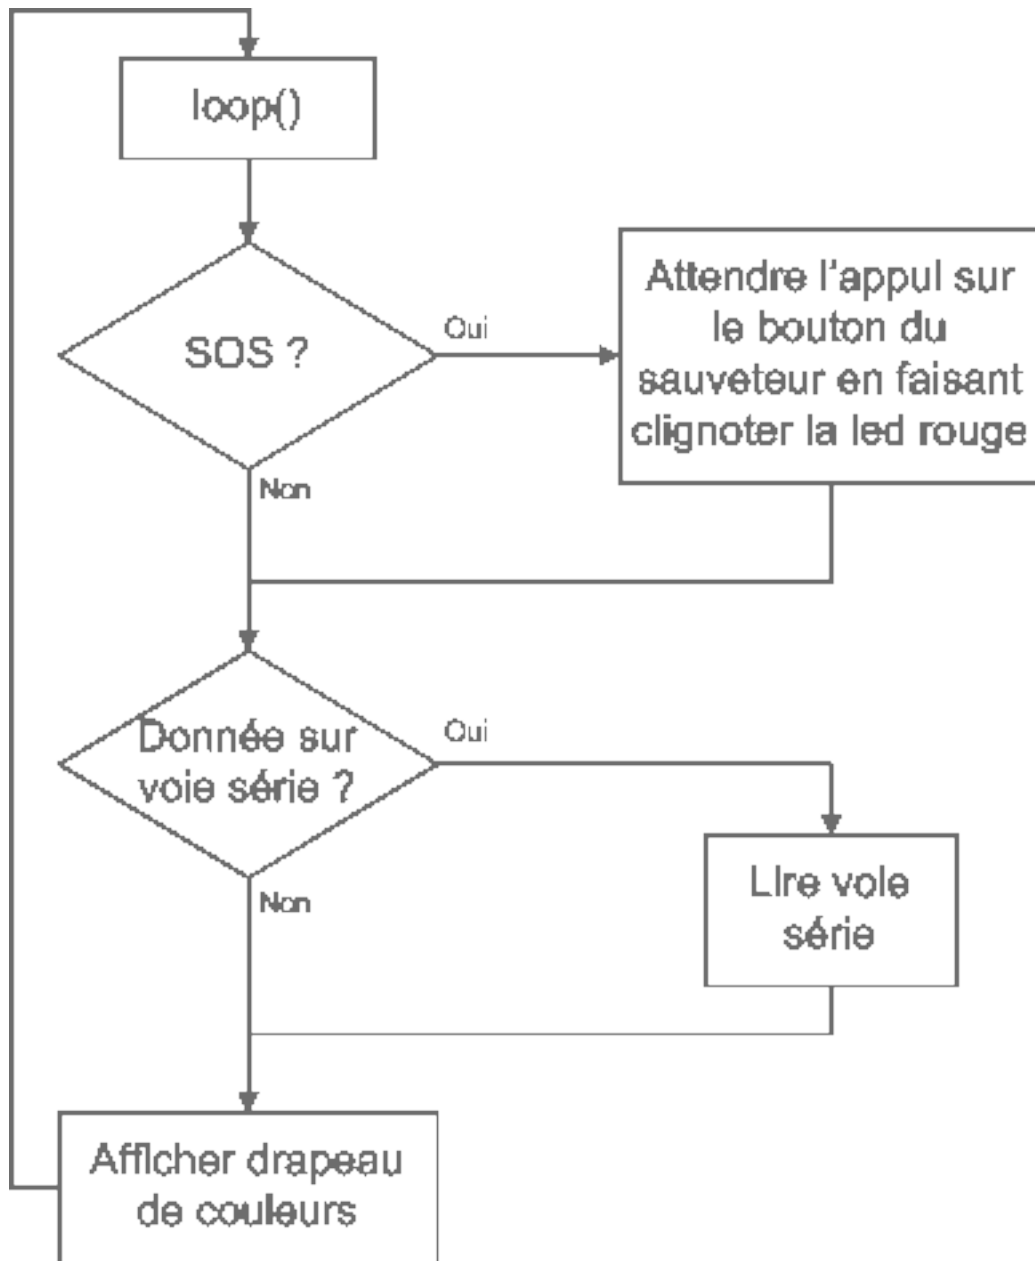 loop()
SOS ?
Oui
Attendre l'appui sur
le bouton du
sauveteur en faisant
clignoter la led rouge
Non
Donnée sur
voie série ?
Oui
Lire voie
série
Non
Afficher drapeau
de couleurs